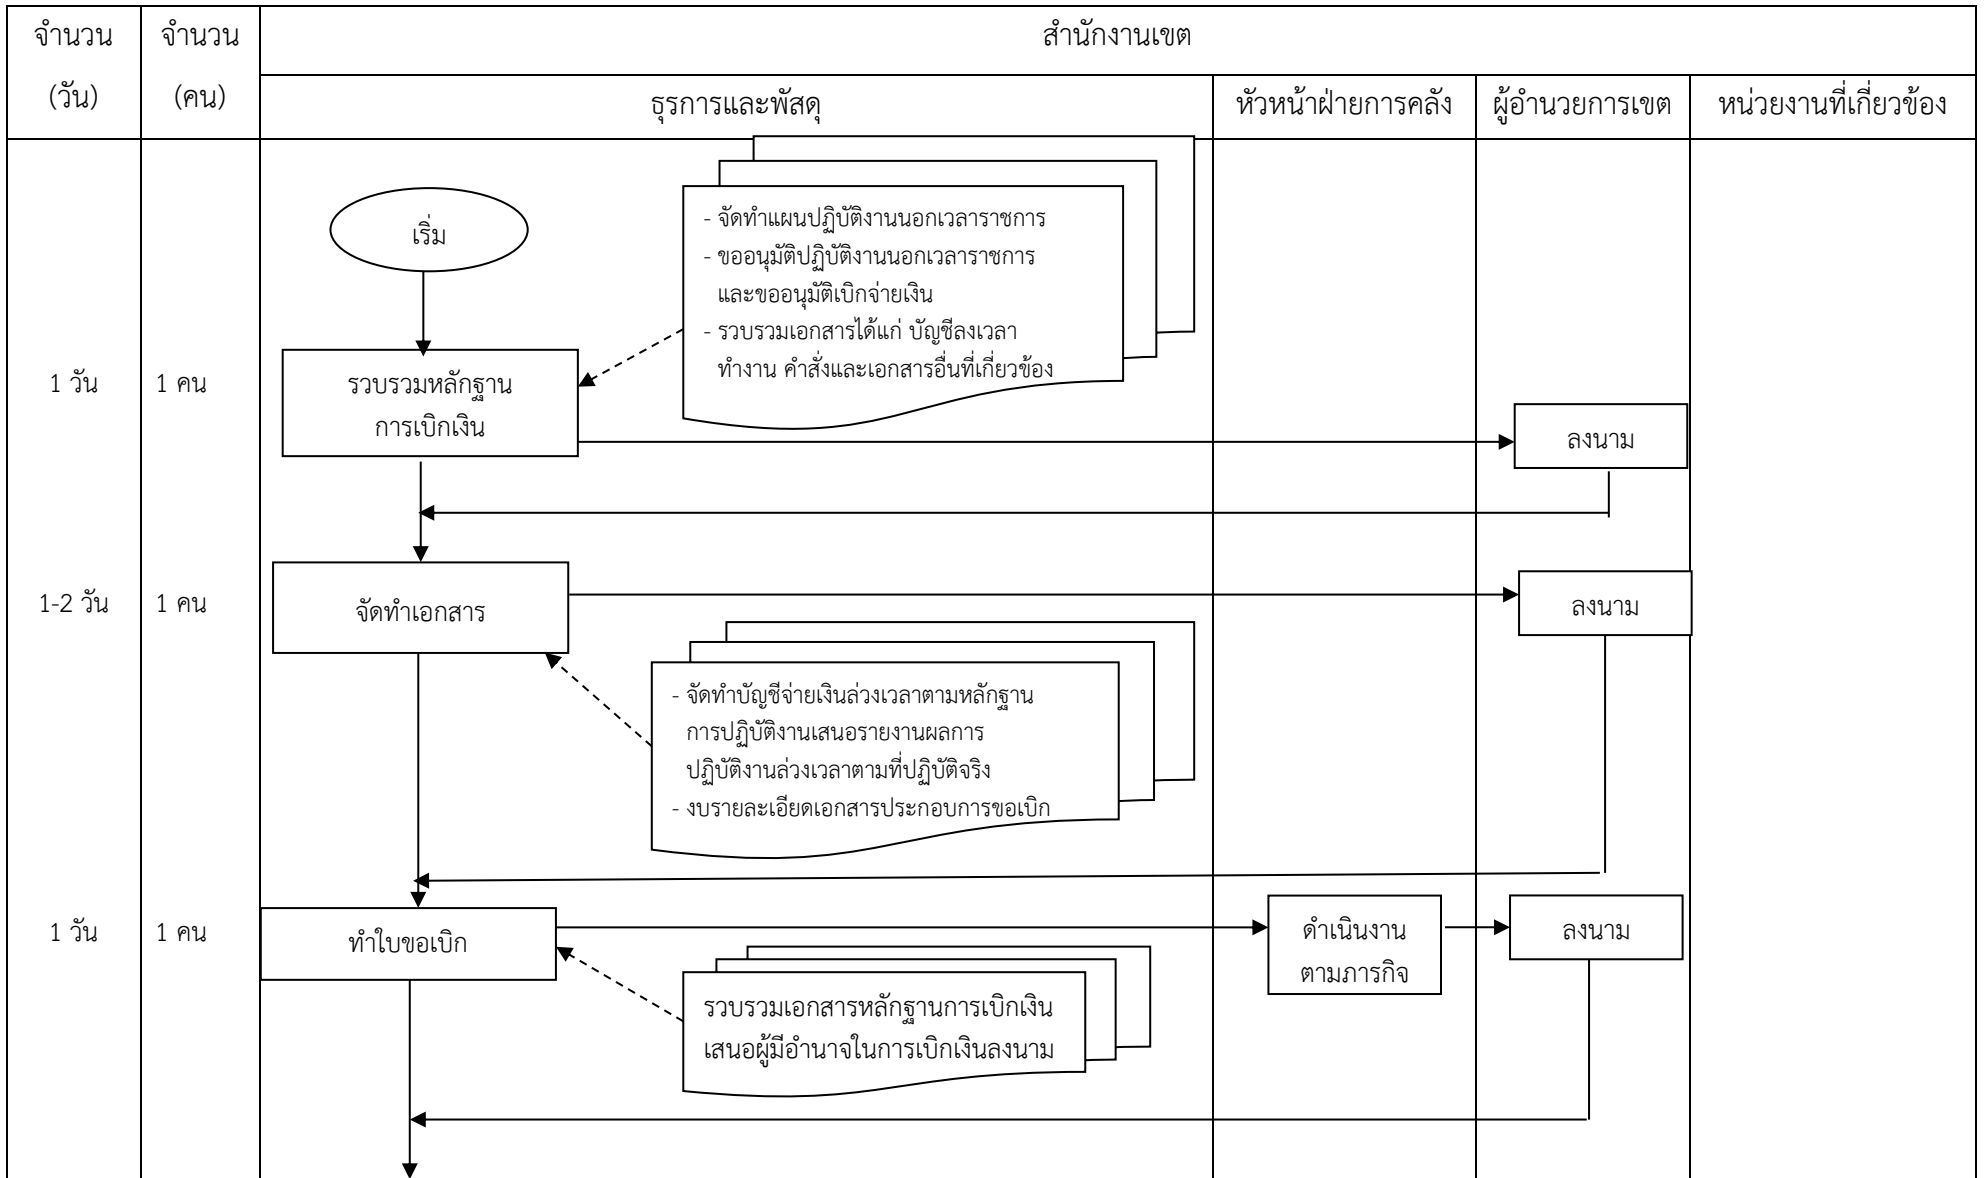 จำนวน
(วัน)
จำนวน
(คน)
สำนักงานเขต
ธุรการและพัสดุ
หัวหน้าฝ่ายการคลัง
ผู้อำนวยการเขต
หน่วยงานที่เกี่ยวข้อง
เริ่ม
- จัดทำแผนปฏิบัติงานนอกเวลาราชการ
- ขออนุมัติปฏิบัติงานนอกเวลาราชการ
และขออนุมัติเบิกจ่ายเงิน
- รวบรวมเอกสารได้แก่ บัญชีลงเวลา
ทำงาน คำสั่งและเอกสารอื่นที่เกี่ยวข้อง
1 วัน
1 คน
รวบรวมหลักฐาน
การเบิกเงิน
ลงนาม
1-2 วัน
1 คน
จัดทำเอกสาร
ลงนาม
- จัดทำบัญชีจ่ายเงินล่วงเวลาตามหลักฐาน
การปฏิบัติงานเสนอรายงานผลการ
ปฏิบัติงานล่วงเวลาตามที่ปฏิบัติจริง
- งบรายละเอียดเอกสารประกอบการขอเบิก
1 วัน
1 คน
ทำใบขอเบิก
ดำเนินงาน
ตามภารกิจ
ลงนาม
รวบรวมเอกสารหลักฐานการเบิกเงิน
เสนอผู้มีอำนาจในการเบิกเงินลงนาม